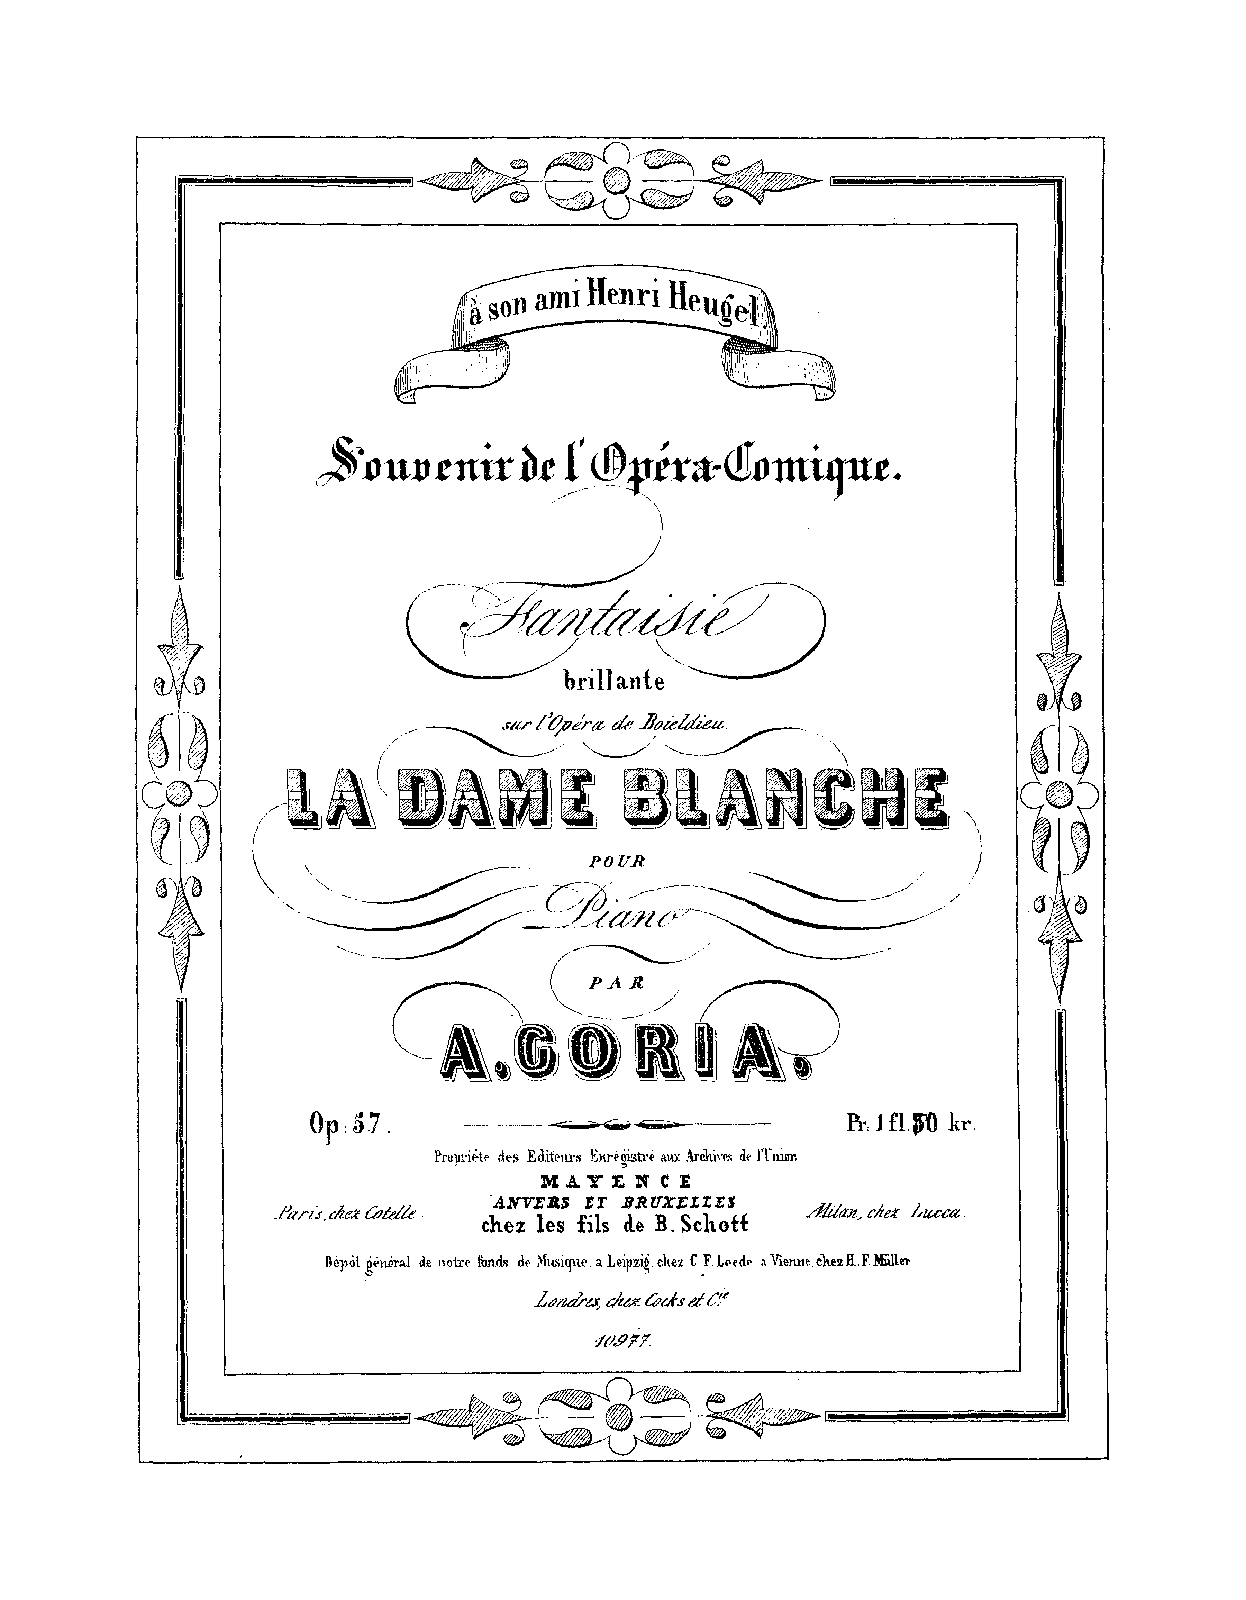 à son ami Henri Heugel
Souvenir de l'Opéra-Comique.
Fantaisie
brillante
sur l'Opéra de Boieldieu.
LA DAME BLANCHE
POUR
Piano
PAR
A. GORIA.
Op: 57. Pr. 1 fl. 30 kr.
Propriété des Editeurs Enrégistré aux Archives de l'Union
MAYENCE
ANVERS ET BRUXELLES
Paris, chez Cotelle. chez les fils de B. Schott Milan, chez Lucca.
Dépôt général de notre fonds de Musique, a Leipzig, chez C. F. Leede a Vienne, chez H. F. Müller
Londres, chez Cocks et Cie
10977.